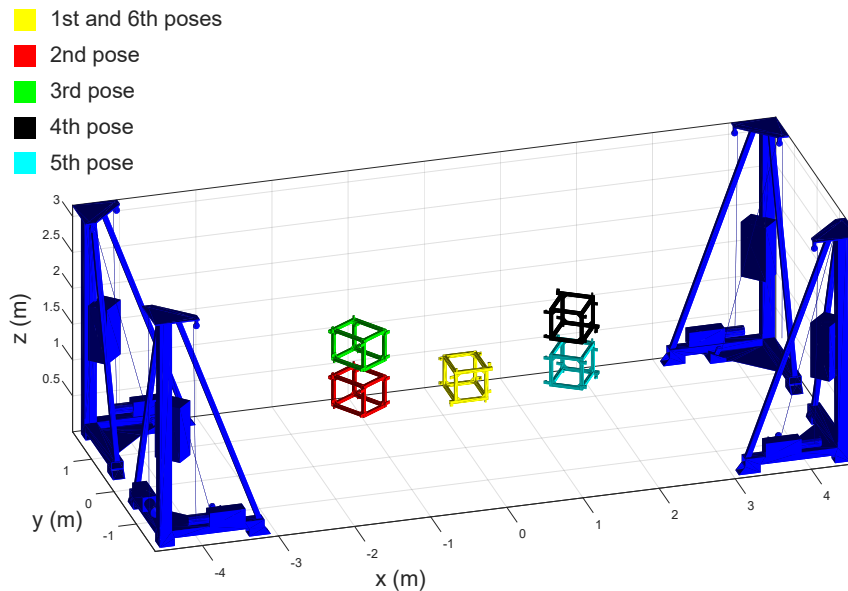 1st and 6th poses
2nd pose
3rd pose
4th pose
5th pose
3
2.5
2
1.5
1
0.5
z (m)
1
0
-1
y (m)
-4
-3
-2
-1
0
1
2
3
4
x (m)